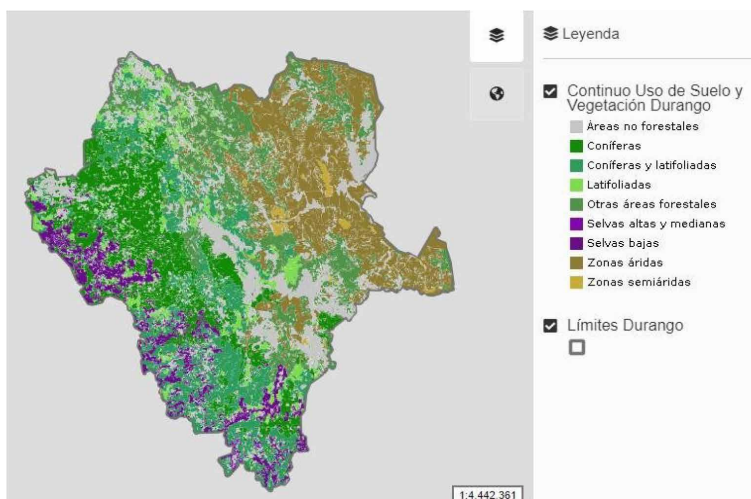 Leyenda
Continuo Uso de Suelo y
Vegetación Durango
Áreas no forestales
Coníferas
Coníferas y latifoliadas
Latifoliadas
Otras áreas forestales
Selvas altas y medianas
Selvas bajas
Zonas áridas
Zonas semiáridas
Límites Durango
1:4.442.361